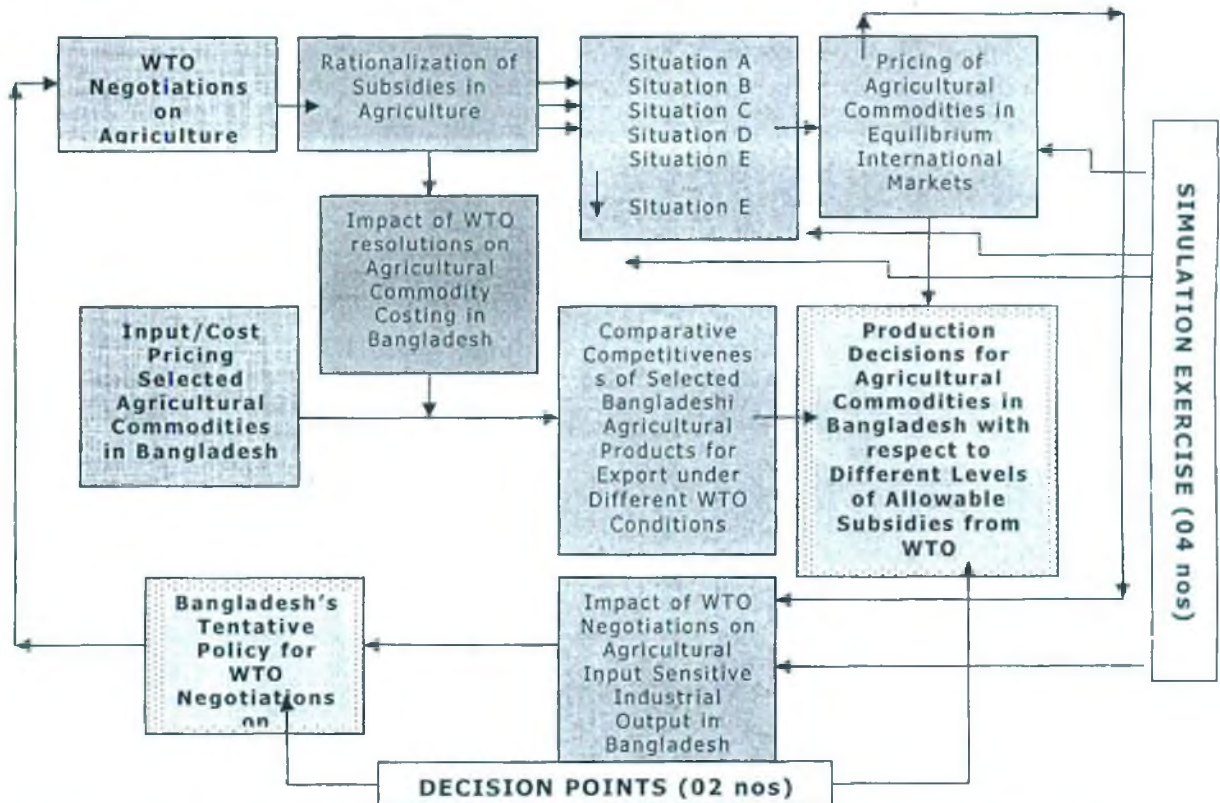 WTO
Negotiations
on
Agriculture
Rationalization of
Subsidies in
Agriculture
Situation A
Situation B
Situation C
Situation D
Situation E
...
Situation E
Pricing of
Agricultural
Commodities in
Equilibrium
International
Markets
Impact of WTO
resolutions on
Agricultural
Commodity
Costing in
Bangladesh
Input/Cost
Pricing
Selected
Agricultural
Commodities
in Bangladesh
Comparative
Competitivenes
s of Selected
Bangladeshi
Agricultural
Products for
Export under
Different WTO
Conditions
Production
Decisions for
Agricultural
Commodities in
Bangladesh with
respect to
Different Levels
of Allowable
Subsidies from
WTO
Bangladesh's
Tentative
Policy for
WTO
Negotiations
on
Impact of WTO
Negotiations on
Agricultural
Input Sensitive
Industrial
Output in
Bangladesh
SIMULATION EXERCISE (04 nos)
DECISION POINTS (02 nos)